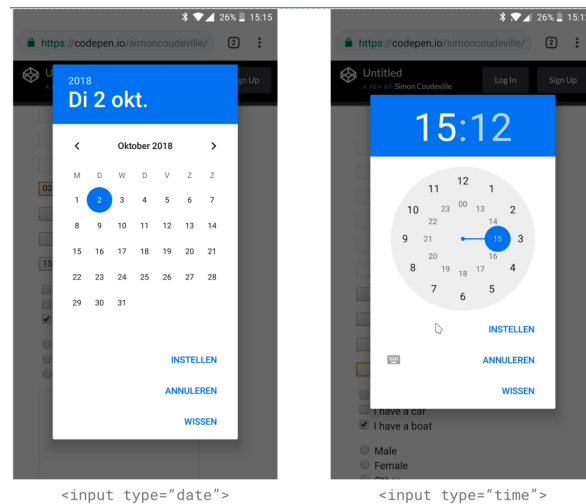 26% 15:15
https://codepen.io/simoncoudeville/ 2
gn Up
2018
Di 2 okt.
Oktober 2018
M D W D V Z Z
1 2 3 4 5 6 7
8 9 10 11 12 13 14
15 16 17 18 19 20 21
22 23 24 25 26 27 28
29 30 31
INSTELLEN
ANNULEREN
WISSEN
<input type="date">
26% 15:12
https://codepen.io/simoncoudeville/ 2
Untitled
A PEN BY Simon Coudeville
Log In
Sign Up
15:12
12
11 1
00
10 23 13 2
22 14
9 21 15 3
20 16
8 19 18 17 4
7 5
6
INSTELLEN
ANNULEREN
WISSEN
I have a car
I have a boat
Male
Female
<input type="time">